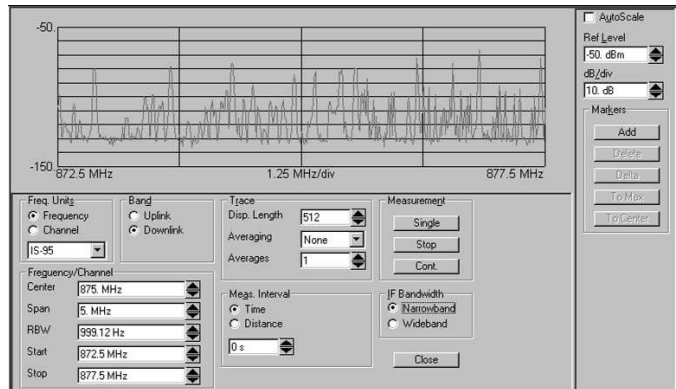 -50.
-150.
872.5 MHz
1.25 MHz/div
877.5 MHz
AutoScale
Ref Level
-50. dBm
dB/div
10. dB
Markers
Add
Delete
Delta
To Max
To Center
Freq. Units
Frequency
Channel
IS-95
Band
Uplink
Downlink
Trace
Disp. Length
512
Averaging
None
Averages
1
Measurement
Single
Stop
Cont.
Frequency/Channel
Center
875. MHz
Span
5. MHz
RBW
999.12 Hz
Start
872.5 MHz
Stop
877.5 MHz
Meas. Interval
Time
Distance
0 s
IF Bandwidth
Narrowband
Wideband
Close